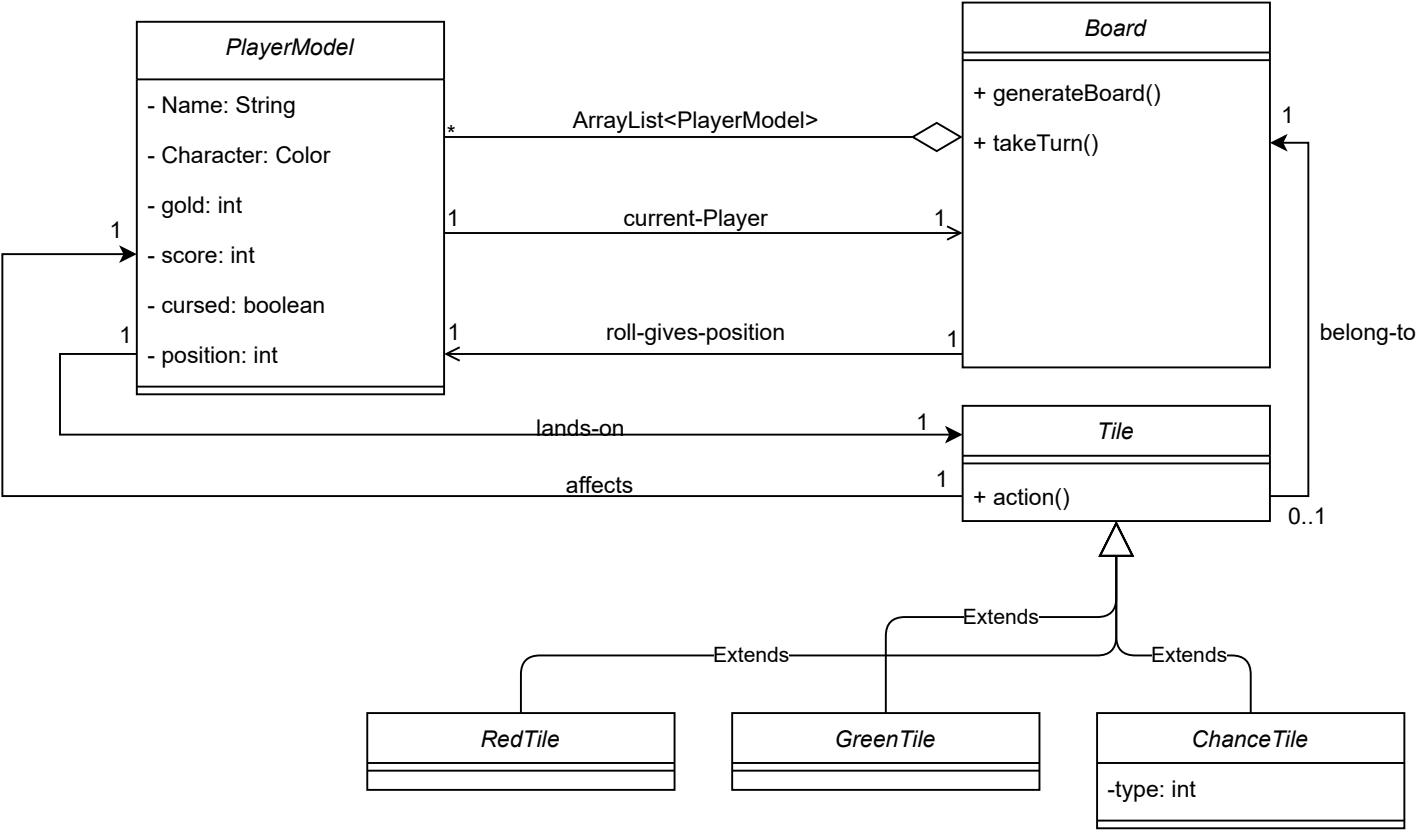 PlayerModel
- Name: String
- Character: Color
- gold: int
- score: int
- cursed: boolean
- position: int
Board
+ generateBoard()
+ takeTurn()
*
ArrayList<PlayerModel>
1
current-Player
1
1
roll-gives-position
1
1
1
lands-on
1
affects
1
1
belong-to
0..1
Tile
+ action()
Extends
Extends
Extends
RedTile
GreenTile
ChanceTile
-type: int